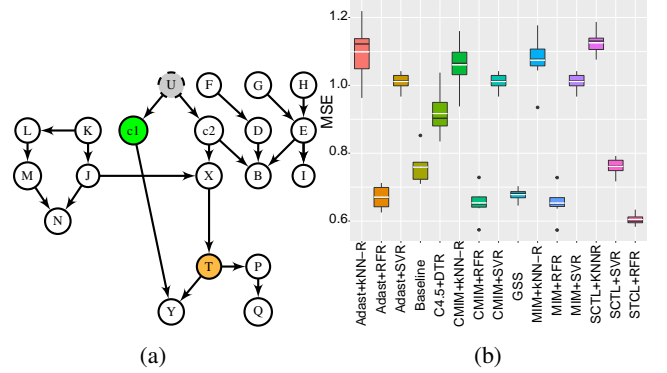 U F G H
L K c1 c2 D E
M J X B I
N
T P
Y Q
(a)
MSE
1.2
1.0
0.8
0.6
Adast+kNN−R
Adast+RFR
Adast+SVR
Baseline
C4.5+DTR
CMIM+kNN−R
CMIM+RFR
CMIM+SVR
GSS
MIM+kNN−R
MIM+RFR
MIM+SVR
SCTL+KNNR
SCTL+SVR
STCL+RFR
(b)